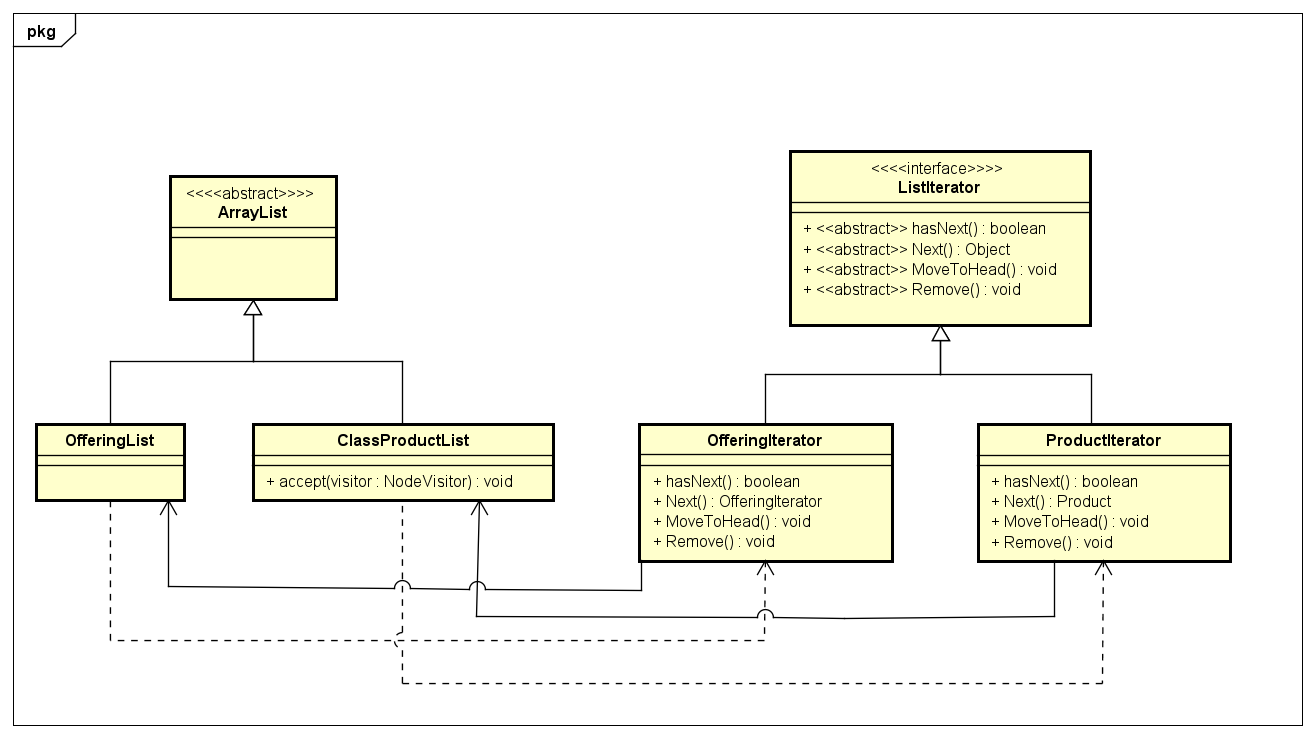 pkg
<<<<abstract>>>>
ArrayList
<<<<interface>>>>
ListIterator
+ <<abstract>> hasNext() : boolean
+ <<abstract>> Next() : Object
+ <<abstract>> MoveToHead() : void
+ <<abstract>> Remove() : void
OfferingList
ClassProductList
+ accept(visitor : NodeVisitor) : void
OfferingIterator
+ hasNext() : boolean
+ Next() : OfferingIterator
+ MoveToHead() : void
+ Remove() : void
ProductIterator
+ hasNext() : boolean
+ Next() : Product
+ MoveToHead() : void
+ Remove() : void